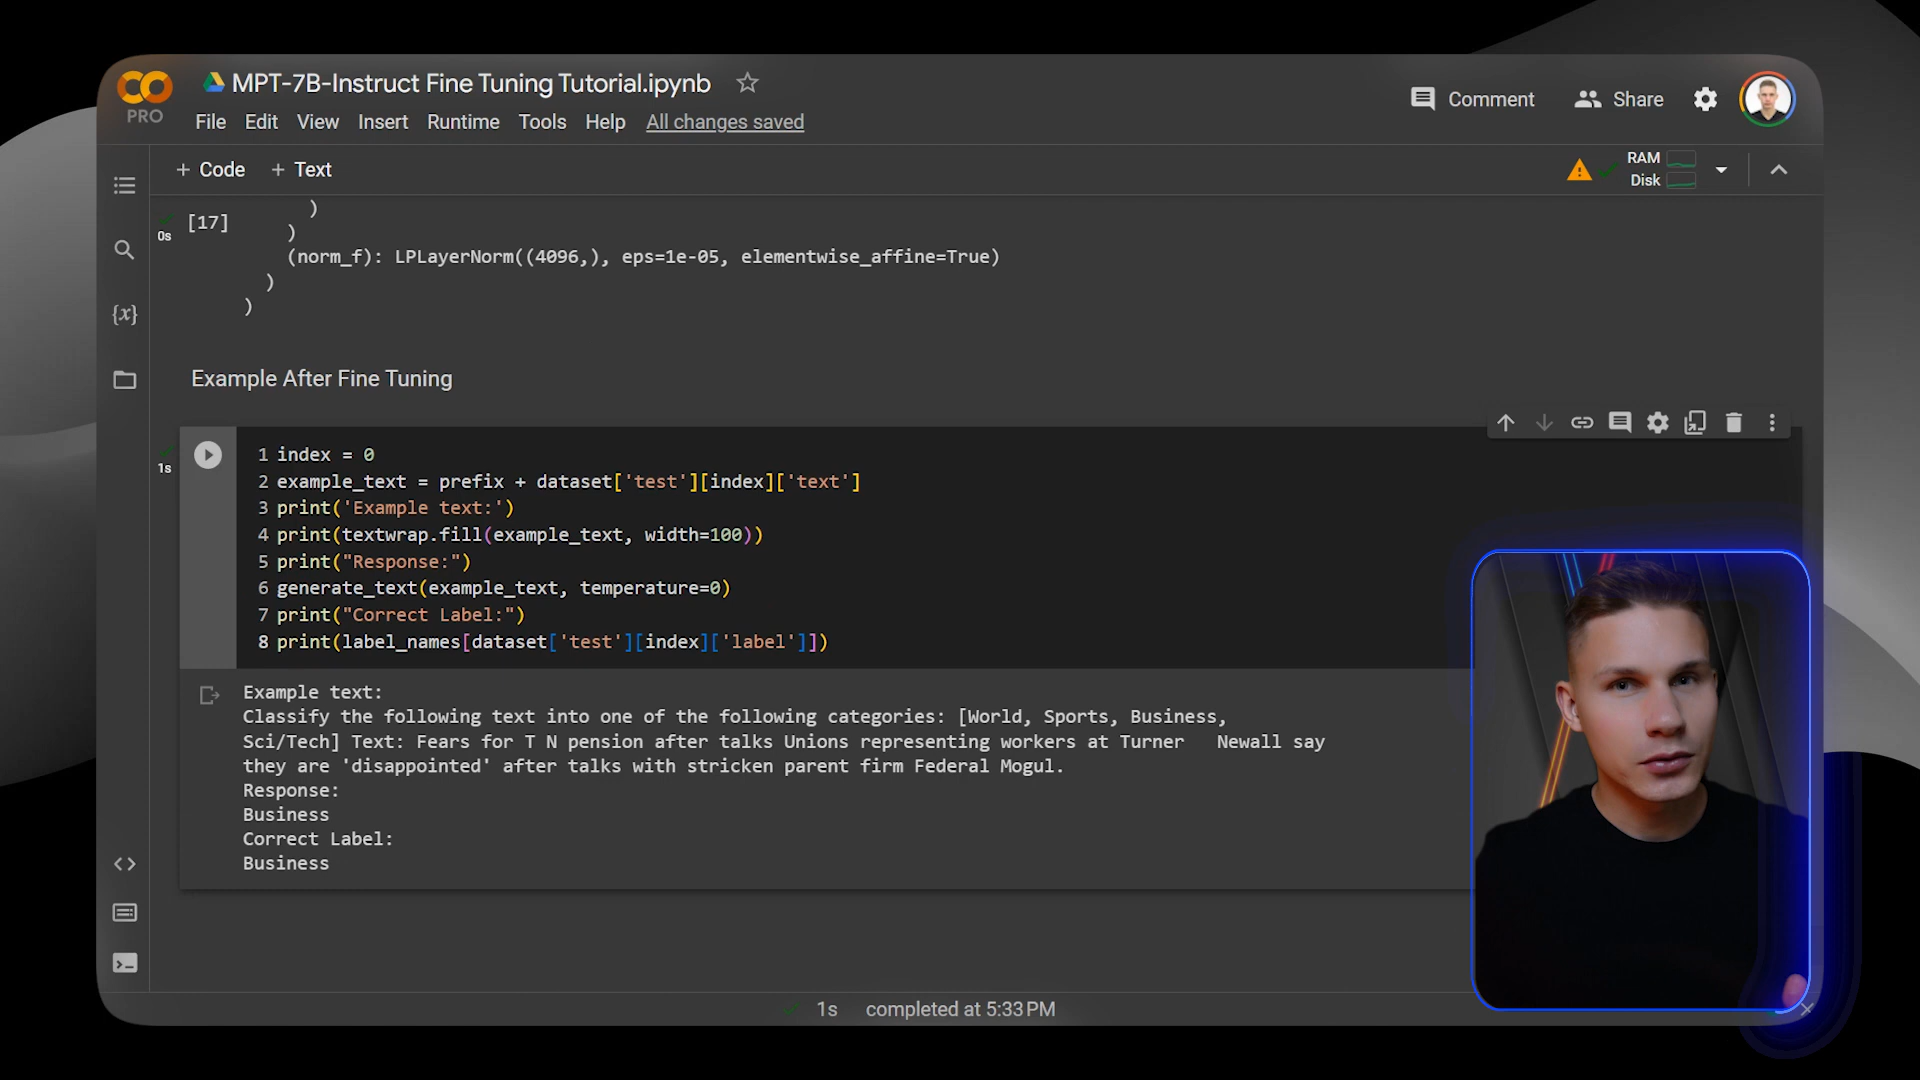 MPT-7B-Instruct Fine Tuning Tutorial.ipynb
PRO
File Edit View Insert Runtime Tools Help All changes saved
Comment Share
+ Code + Text
RAM
Disk
)
[17]
0s
)
(norm_f): LPLayerNorm((4096,), eps=1e-05, elementwise_affine=True)
)
)
{x}
Example After Fine Tuning
1s
1 index = 0
2 example_text = prefix + dataset['test'][index]['text']
3 print('Example text:')
4 print(textwrap.fill(example_text, width=100))
5 print("Response:")
6 generate_text(example_text, temperature=0)
7 print("Correct Label:")
8 print(label_names[dataset['test'][index]['label']])
Example text:
Classify the following text into one of the following categories: [World, Sports, Business,
Sci/Tech] Text: Fears for T N pension after talks Unions representing workers at Turner   Newall say
they are 'disappointed' after talks with stricken parent firm Federal Mogul.
Response:
Business
Correct Label:
Business
1s completed at 5:33 PM